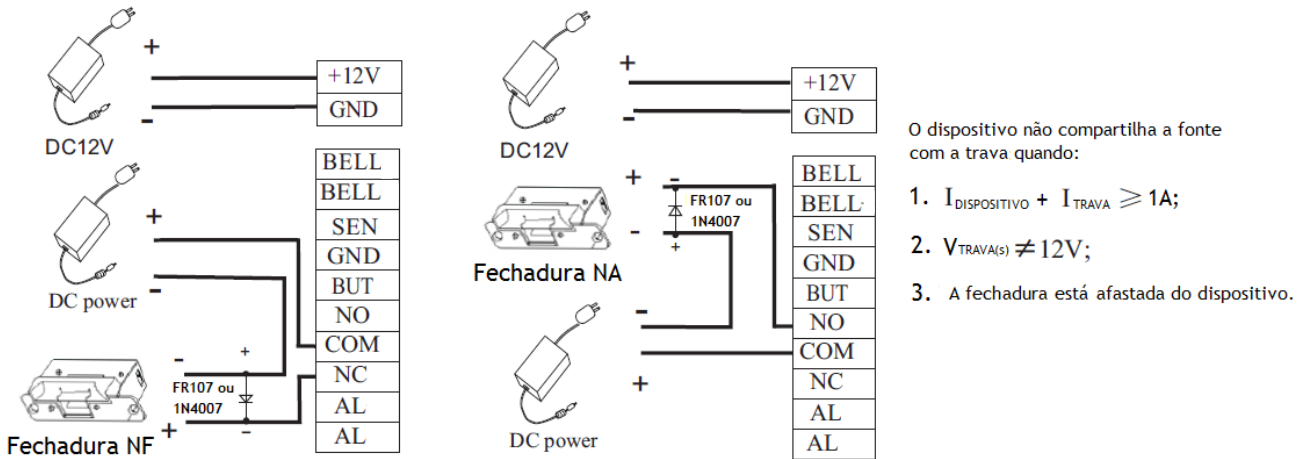 +
-
DC12V
+12V
GND
BELL
BELL
SEN
GND
BUT
NO
COM
NC
AL
AL
+
-
DC power
-
+
FR107 ou
1N4007
+
-
Fechadura NF
+
-
DC12V
+12V
GND
+
-
-
+
FR107 ou
1N4007
Fechadura NA
BELL
BELL.
SEN
GND
BUT
NO
COM
NC
AL
AL
-
+
DC power
O dispositivo não compartilha a fonte
com a trava quando:
1. I DISPOSITIVO + I TRAVA ⩾ 1A;
2. VTRAVA(s) ≠ 12V;
3. A fechadura está afastada do dispositivo.